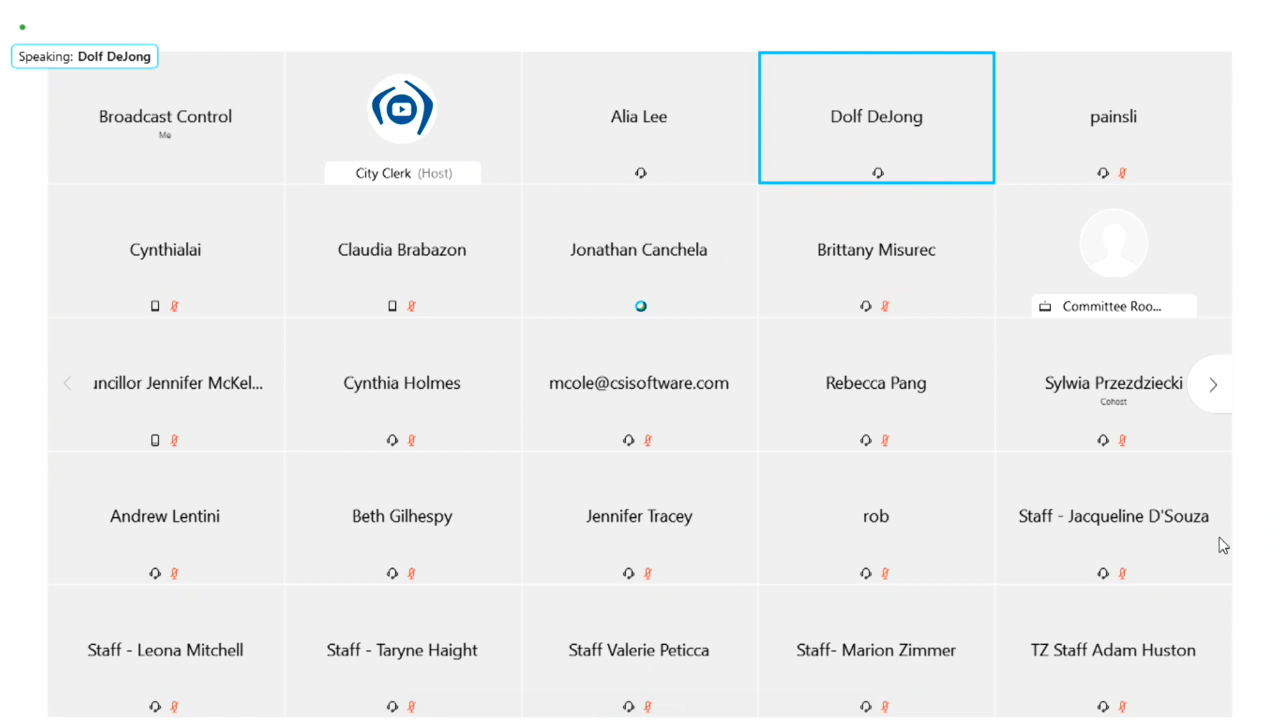 Speaking: Dolf DeJong
Broadcast Control
Me
City Clerk (Host)
Alia Lee
Dolf DeJong
painsli
Cynthialai
Claudia Brabazon
Jonathan Canchela
Brittany Misurec
Committee Roo...
ıncillor Jennifer McKel...
Cynthia Holmes
mcole@csisoftware.com
Rebecca Pang
Sylwia Przezdziecki
Cohost
Andrew Lentini
Beth Gilhespy
Jennifer Tracey
rob
Staff - Jacqueline D'Souza
Staff - Leona Mitchell
Staff - Taryne Haight
Staff Valerie Peticca
Staff- Marion Zimmer
TZ Staff Adam Huston